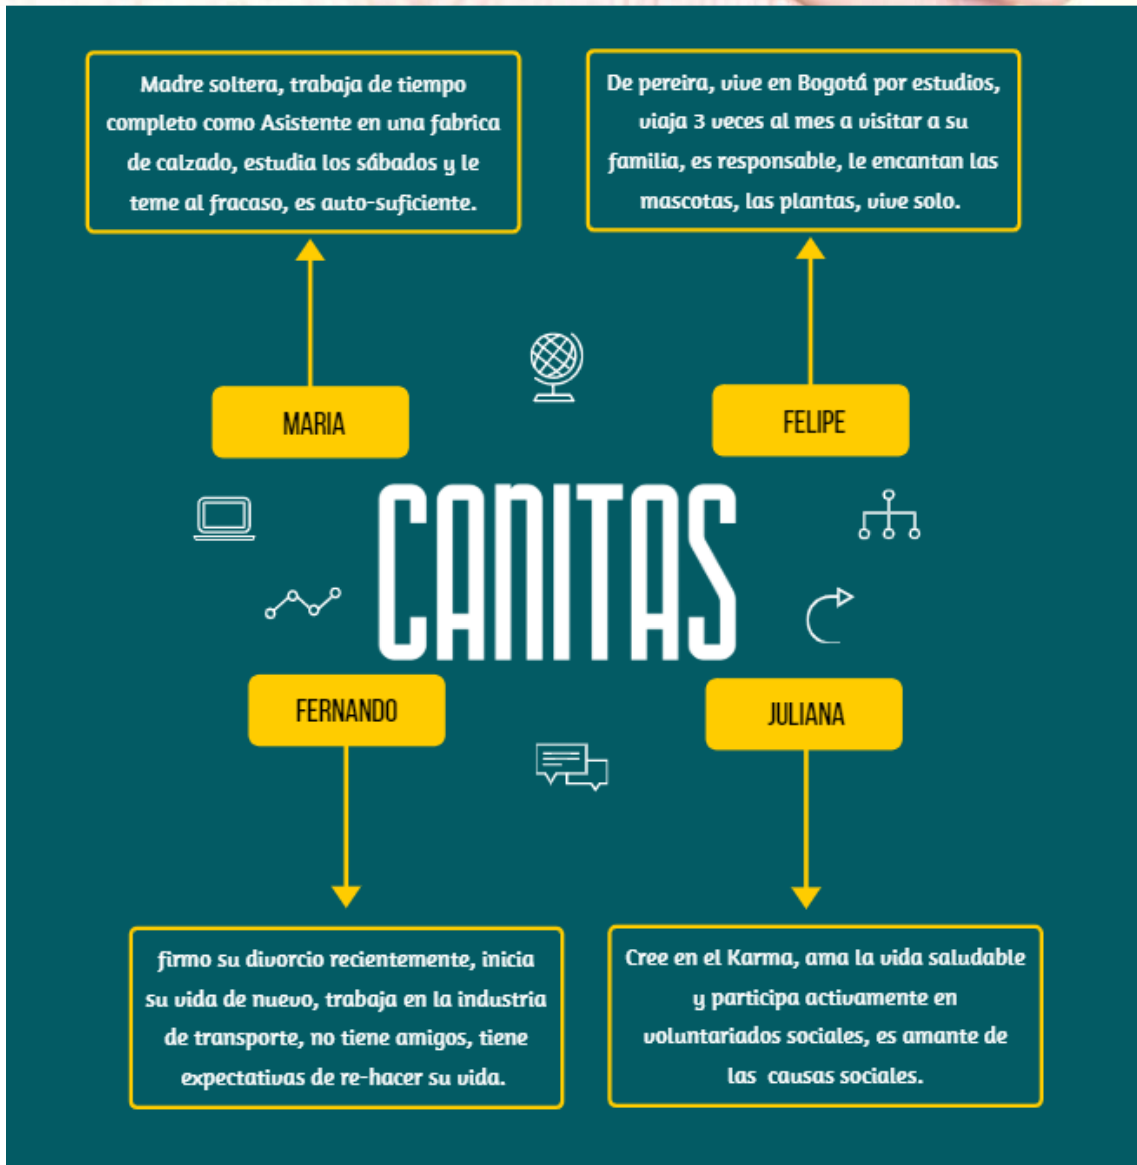 Madre soltera, trabaja de tiempo
completo como Asistente en una fabrica
de calzado, estudia los sábados y le
teme al fracaso, es auto-suficiente.
De pereira, vive en Bogotá por estudios,
viaja 3 veces al mes a visitar a su
familia, es responsable, le encantan las
mascotas, las plantas, vive solo.
MARIA
FELIPE
CANITAS
FERNANDO
JULIANA
firmo su divorcio recientemente, inicia
su vida de nuevo, trabaja en la industria
de transporte, no tiene amigos, tiene
expectativas de re-hacer su vida.
Cree en el Karma, ama la vida saludable
y participa activamente en
voluntariados sociales, es amante de
las causas sociales.